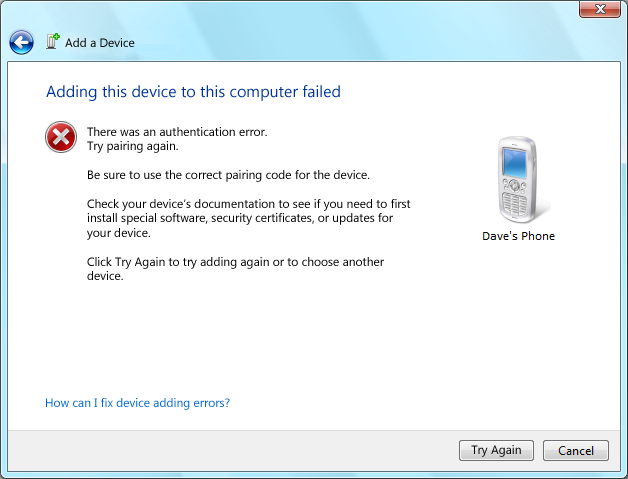 Add a Device
Adding this device to this computer failed
There was an authentication error.
Try pairing again.
Be sure to use the correct pairing code for the device.
Check your device's documentation to see if you need to first
install special software, security certificates, or updates for
your device.
Click Try Again to try adding again or to choose another
device.
Dave's Phone
How can I fix device adding errors?
Try Again
Cancel